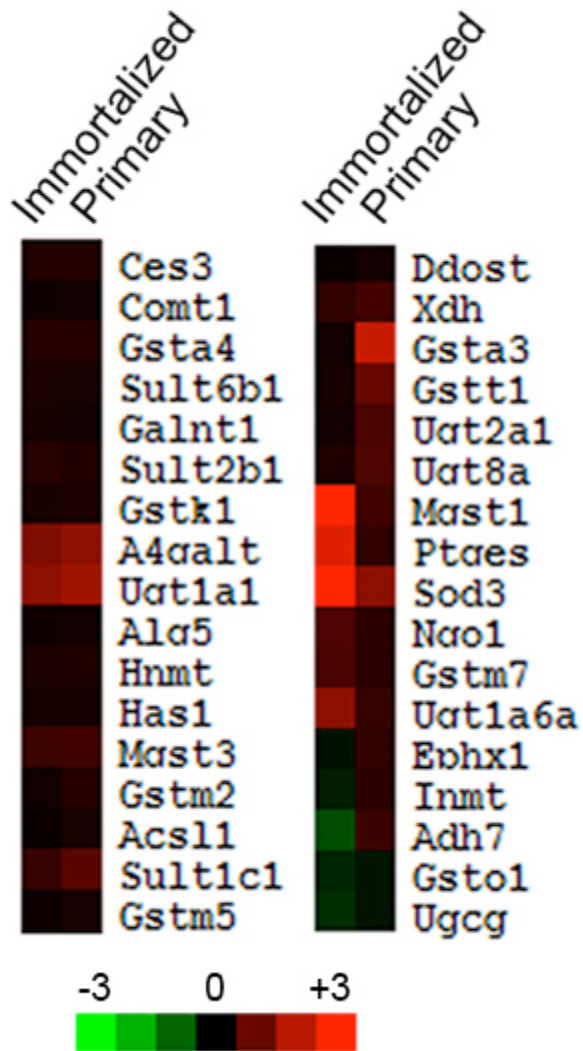 Immortalized
Primary
Ces3
Comt1
Gsta4
Sult6b1
Galnt1
Sult2b1
Gstk1
A4galt
Ugt1a1
Alg5
Hnmt
Has1
Mgst3
Gstm2
Acsl1
Sult1c1
Gstm5
Immortalized
Primary
Ddost
Xdh
Gsta3
Gstt1
Ugt2a1
Ugt8a
Mgst1
Ptges
Sod3
Nqo1
Gstm7
Ugt1a6a
Ephx1
Inmt
Adh7
Gsto1
Ugcg
-3 0 +3